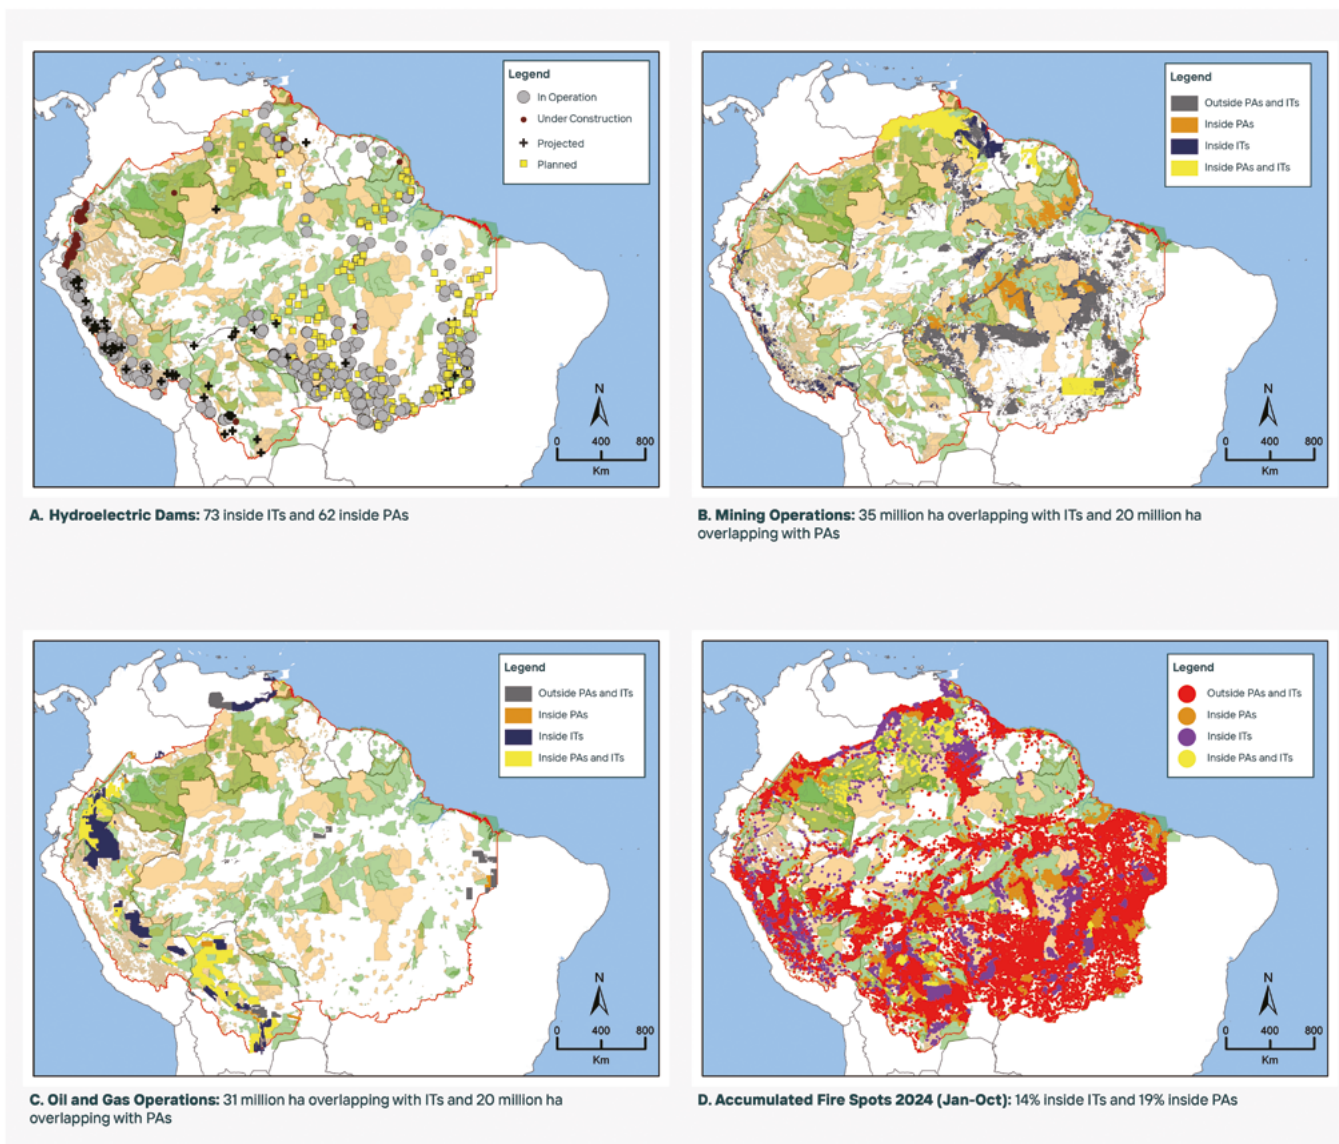 Legend
In Operation
Under Construction
Projected
Planned
N
0 400 800
Km
A. Hydroelectric Dams: 73 inside ITs and 62 inside PAs
Legend
Outside PAs and ITs
Inside PAs
Inside ITs
Inside PAs and ITs
N
0 400 800
Km
B. Mining Operations: 35 million ha overlapping with ITs and 20 million ha
overlapping with PAs
Legend
Outside PAs and ITs
Inside PAs
Inside ITs
Inside PAs and ITs
N
0 400 800
Km
C. Oil and Gas Operations: 31 million ha overlapping with ITs and 20 million ha
overlapping with PAs
Legend
Outside PAs and ITs
Inside PAs
Inside ITs
Inside PAs and ITs
N
0 400 800
Km
D. Accumulated Fire Spots 2024 (Jan-Oct): 14% inside ITs and 19% inside PAs